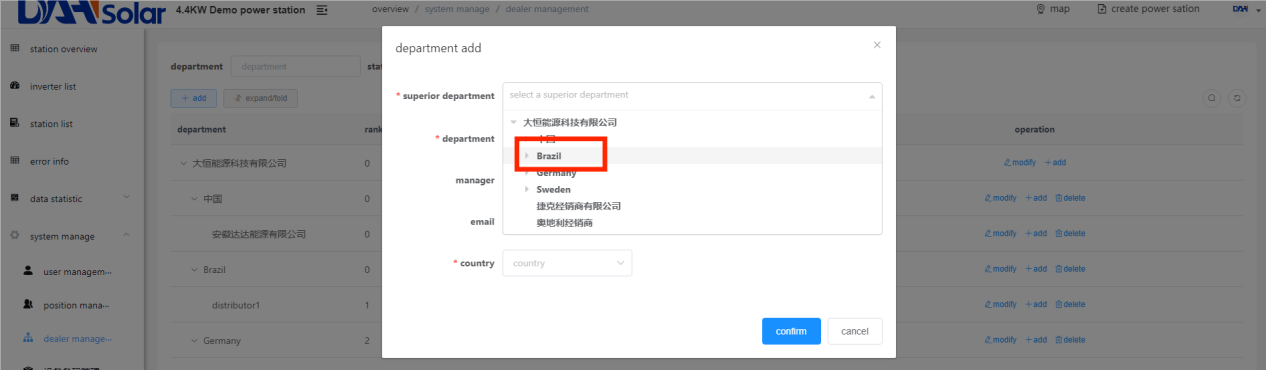 DAH Solar 4.4KW Demo power station overview / system manage / dealer management map create power sation DAH
station overview
inverter list
station list
error info
data statistic
system manage
user managem...
position mana...
dealer manage...
department department stat
+ add expand/fold
department rank operation
大恒能源科技有限公司 0 modify +add
中国 0 modify +add delete
安徽达达能源有限公司 0 modify +add delete
Brazil 0 modify +add delete
distributor1 1 modify +add delete
Germany 2 modify +add delete
department add
* superior department select a superior department
大恒能源科技有限公司
中国
Brazil
Germany
Sweden
捷克经销商有限公司
奥地利经销商
* department
manager
email
* country country
confirm cancel